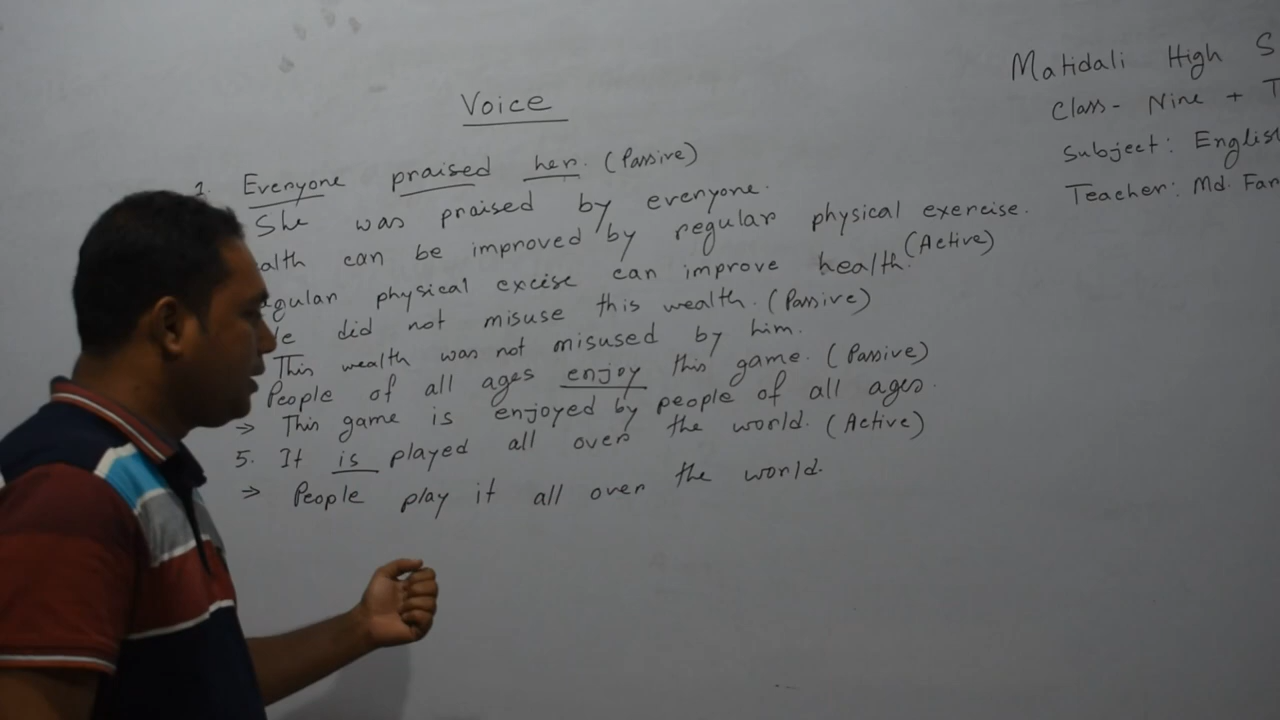 Voice
1. Everyone praised her. (Passive)
She was praised by everyone.
alth can be improved by regular physical exercise. (Active)
gular physical excise can improve health.
e did not misuse this wealth. (Passive)
This wealth was not misused by him.
People of all ages enjoy this game. (Passive)
⇒ This game is enjoyed by people of all ages.
5. It is played all over the world. (Active)
⇒ People play it all over the world.
Matidali High S
Class- Nine + T
Subject: English
Teacher: Md. Far